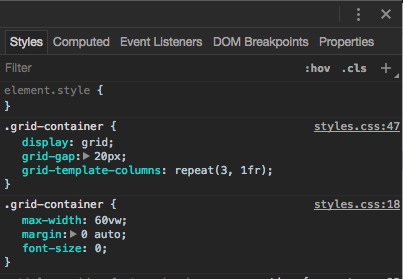 Styles Computed Event Listeners DOM Breakpoints Properties
Filter :hov .cls +
element.style {
}
.grid-container { styles.css:47
display: grid;
grid-gap: 20px;
grid-template-columns: repeat(3, 1fr);
}
.grid-container { styles.css:18
max-width: 60vw;
margin: 0 auto;
font-size: 0;
}